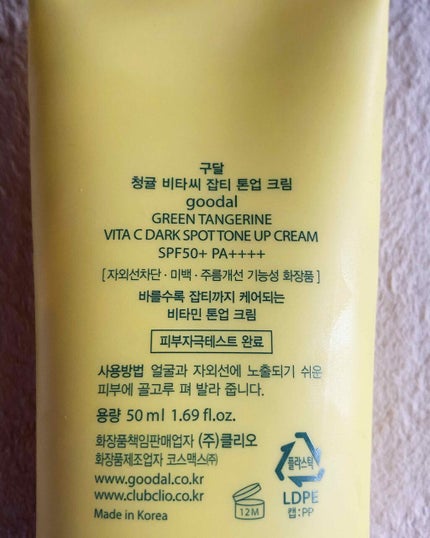 구달
청귤 비타씨 잡티 톤업 크림
goodal
GREEN TANGERINE
VITA C DARK SPOT TONE UP CREAM
SPF50+ PA++++
[ 자외선차단 · 미백 · 주름개선 기능성 화장품 ]
바를수록 잡티까지 케어되는
비타민 톤업 크림
피부자극테스트 완료
사용방법 얼굴과 자외선에 노출되기 쉬운
피부에 골고루 펴 발라 줍니다.
용량 50 ml 1.69 fl.oz.
화장품책임판매업자 (주)클리오
화장품제조업자 코스맥스㈜
www.goodal.co.kr
www.clubclio.co.kr
Made in Korea
12M
플라스틱
LDPE
캡:PP